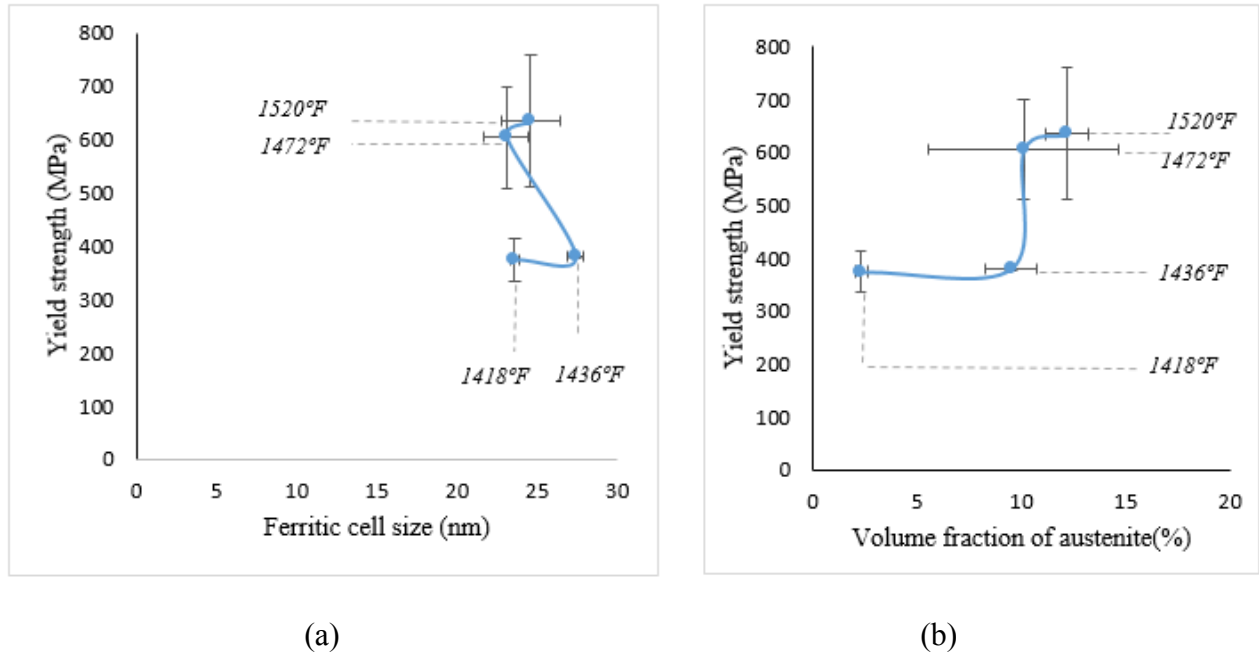 800
700
600
500
400
300
200
100
0
Yield strength (MPa)
1520°F
1472°F
1418°F 1436°F
0 5 10 15 20 25 30
Ferritic cell size (nm)
800
700
600
500
400
300
200
100
0
Yield strength (MPa)
1520°F
1472°F
1436°F
1418°F
0 5 10 15 20
Volume fraction of austenite(%)
(a) (b)